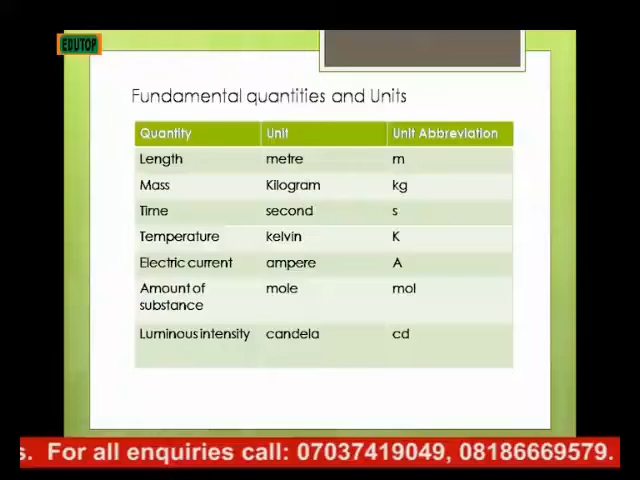 EDUTOP
Fundamental quantities and Units
Quantity Unit Unit Abbreviation
Length metre m
Mass Kilogram kg
Time second s
Temperature kelvin K
Electric current ampere A
Amount of substance mole mol
Luminous intensity candela cd
s. For all enquiries call: 07037419049, 08186669579.